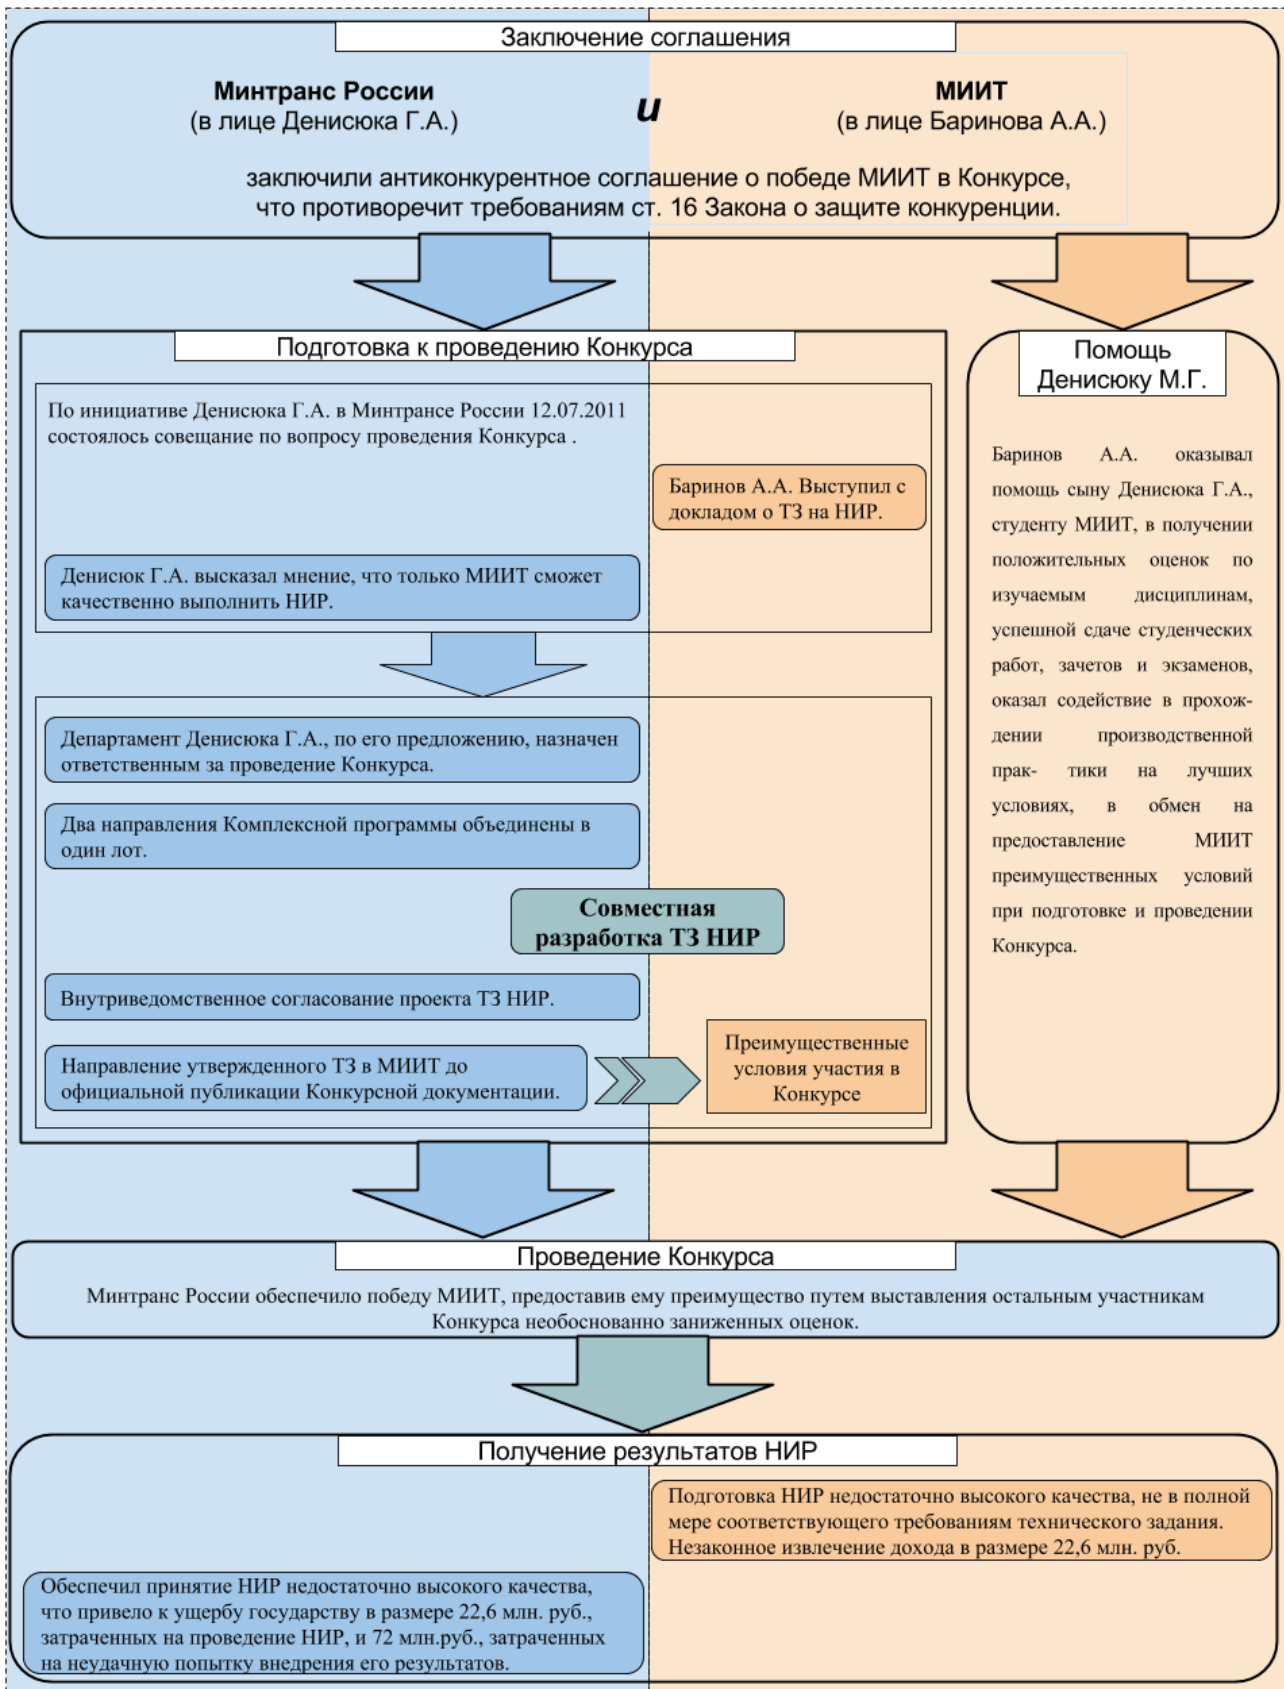 Заключение соглашения
Минтранс России
(в лице Денисюка Г.А.)
и
МИИТ
(в лице Баринова А.А.)
заключили антиконкурентное соглашение о победе МИИТ в Конкурсе,
что противоречит требованиям ст. 16 Закона о защите конкуренции.
Подготовка к проведению Конкурса
По инициативе Денисюка Г.А. в Минтрансе России 12.07.2011
состоялось совещание по вопросу проведения Конкурса .
Баринов А.А. Выступил с
докладом о ТЗ на НИР.
Денисюк Г.А. высказал мнение, что только МИИТ сможет
качественно выполнить НИР.
Департамент Денисюка Г.А., по его предложению, назначен
ответственным за проведение Конкурса.
Два направления Комплексной программы объединены в
один лот.
Совместная
разработка ТЗ НИР
Внутриведомственное согласование проекта ТЗ НИР.
Направление утвержденного ТЗ в МИИТ до
официальной публикации Конкурсной документации.
Преимущественные
условия участия в
Конкурсе
Помощь
Денисюку М.Г.
Баринов А.А. оказывал
помощь сыну Денисюка Г.А.,
студенту МИИТ, в получении
положительных оценок по
изучаемым дисциплинам,
успешной сдаче студенческих
работ, зачетов и экзаменов,
оказал содействие в прохож-
дении производственной
прак- тики на лучших
условиях, в обмен на
предоставление МИИТ
преимущественных условий
при подготовке и проведении
Конкурса.
Проведение Конкурса
Минтранс России обеспечило победу МИИТ, предоставив ему преимущество путем выставления остальным участникам
Конкурса необоснованно заниженных оценок.
Получение результатов НИР
Подготовка НИР недостаточно высокого качества, не в полной
мере соответствующего требованиям технического задания.
Незаконное извлечение дохода в размере 22,6 млн. руб.
Обеспечил принятие НИР недостаточно высокого качества,
что привело к ущербу государству в размере 22,6 млн. руб.,
затраченных на проведение НИР, и 72 млн.руб., затраченных
на неудачную попытку внедрения его результатов.